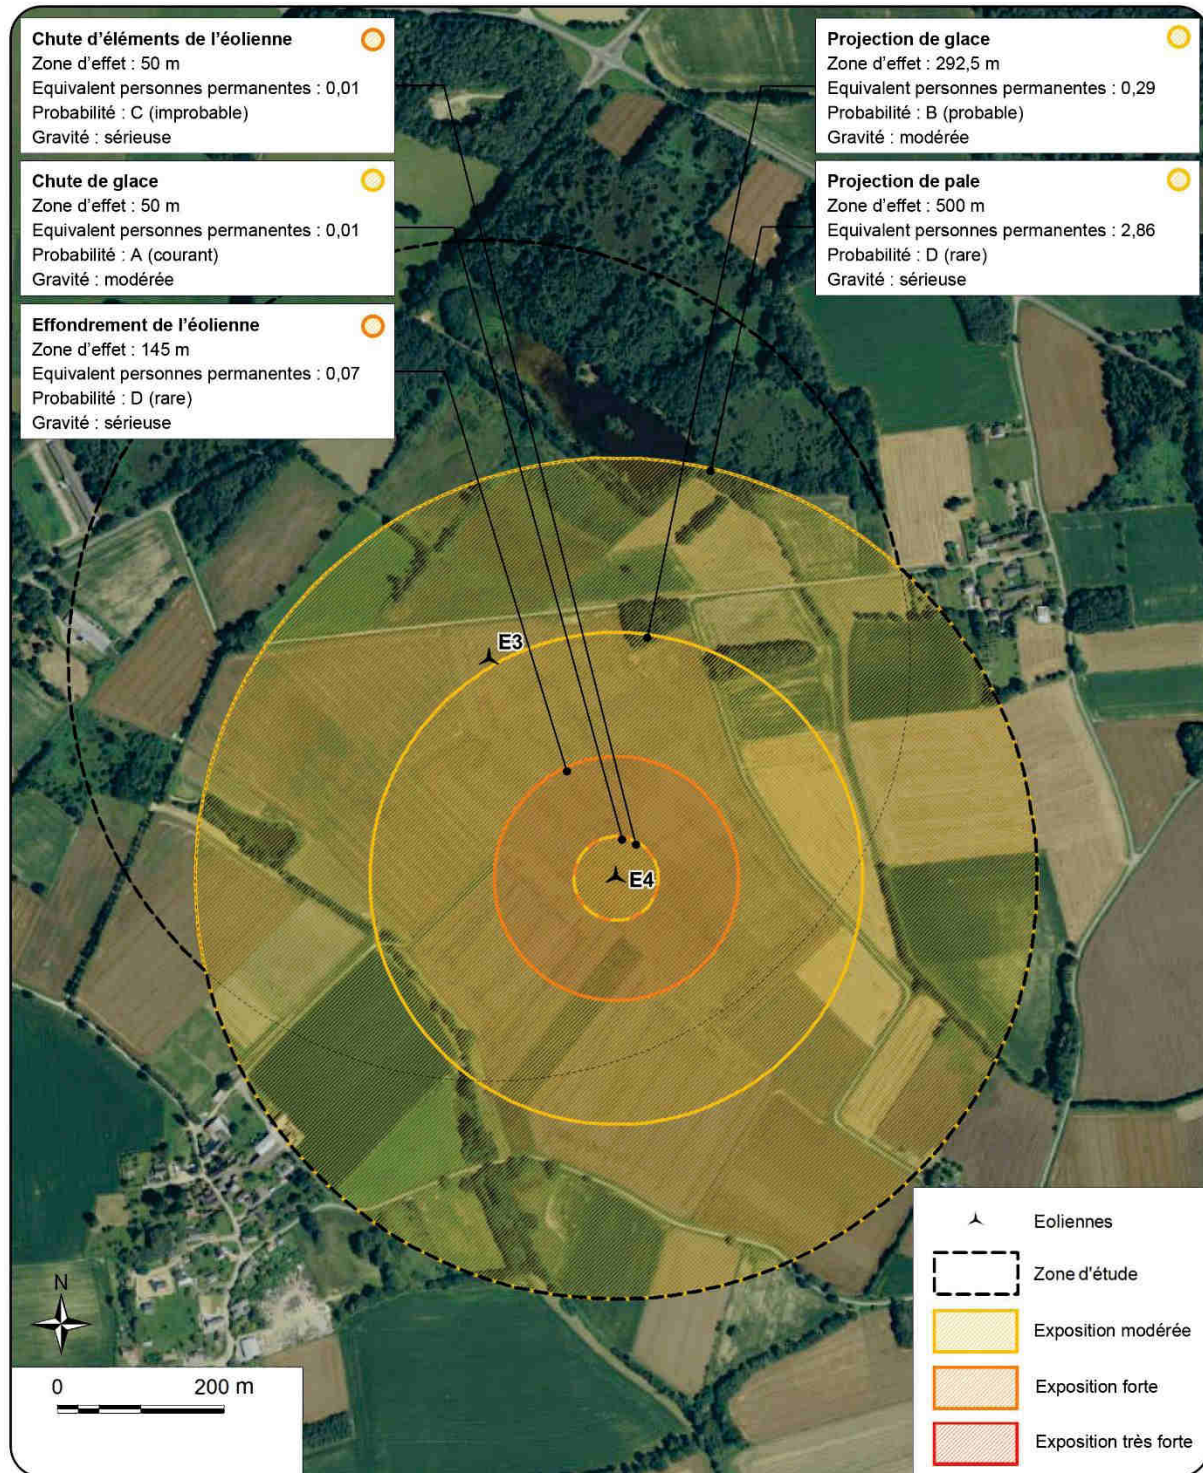 Chute d'éléments de l'éolienne
Zone d'effet : 50 m
Equivalent personnes permanentes : 0,01
Probabilité : C (improbable)
Gravité : sérieuse
Chute de glace
Zone d'effet : 50 m
Equivalent personnes permanentes : 0,01
Probabilité : A (courant)
Gravité : modérée
Effondrement de l'éolienne
Zone d'effet : 145 m
Equivalent personnes permanentes : 0,07
Probabilité : D (rare)
Gravité : sérieuse
Projection de glace
Zone d'effet : 292,5 m
Equivalent personnes permanentes : 0,29
Probabilité : B (probable)
Gravité : modérée
Projection de pale
Zone d'effet : 500 m
Equivalent personnes permanentes : 2,86
Probabilité : D (rare)
Gravité : sérieuse
E3
E4
N
0 200 m
Eoliennes
Zone d'étude
Exposition modérée
Exposition forte
Exposition très forte